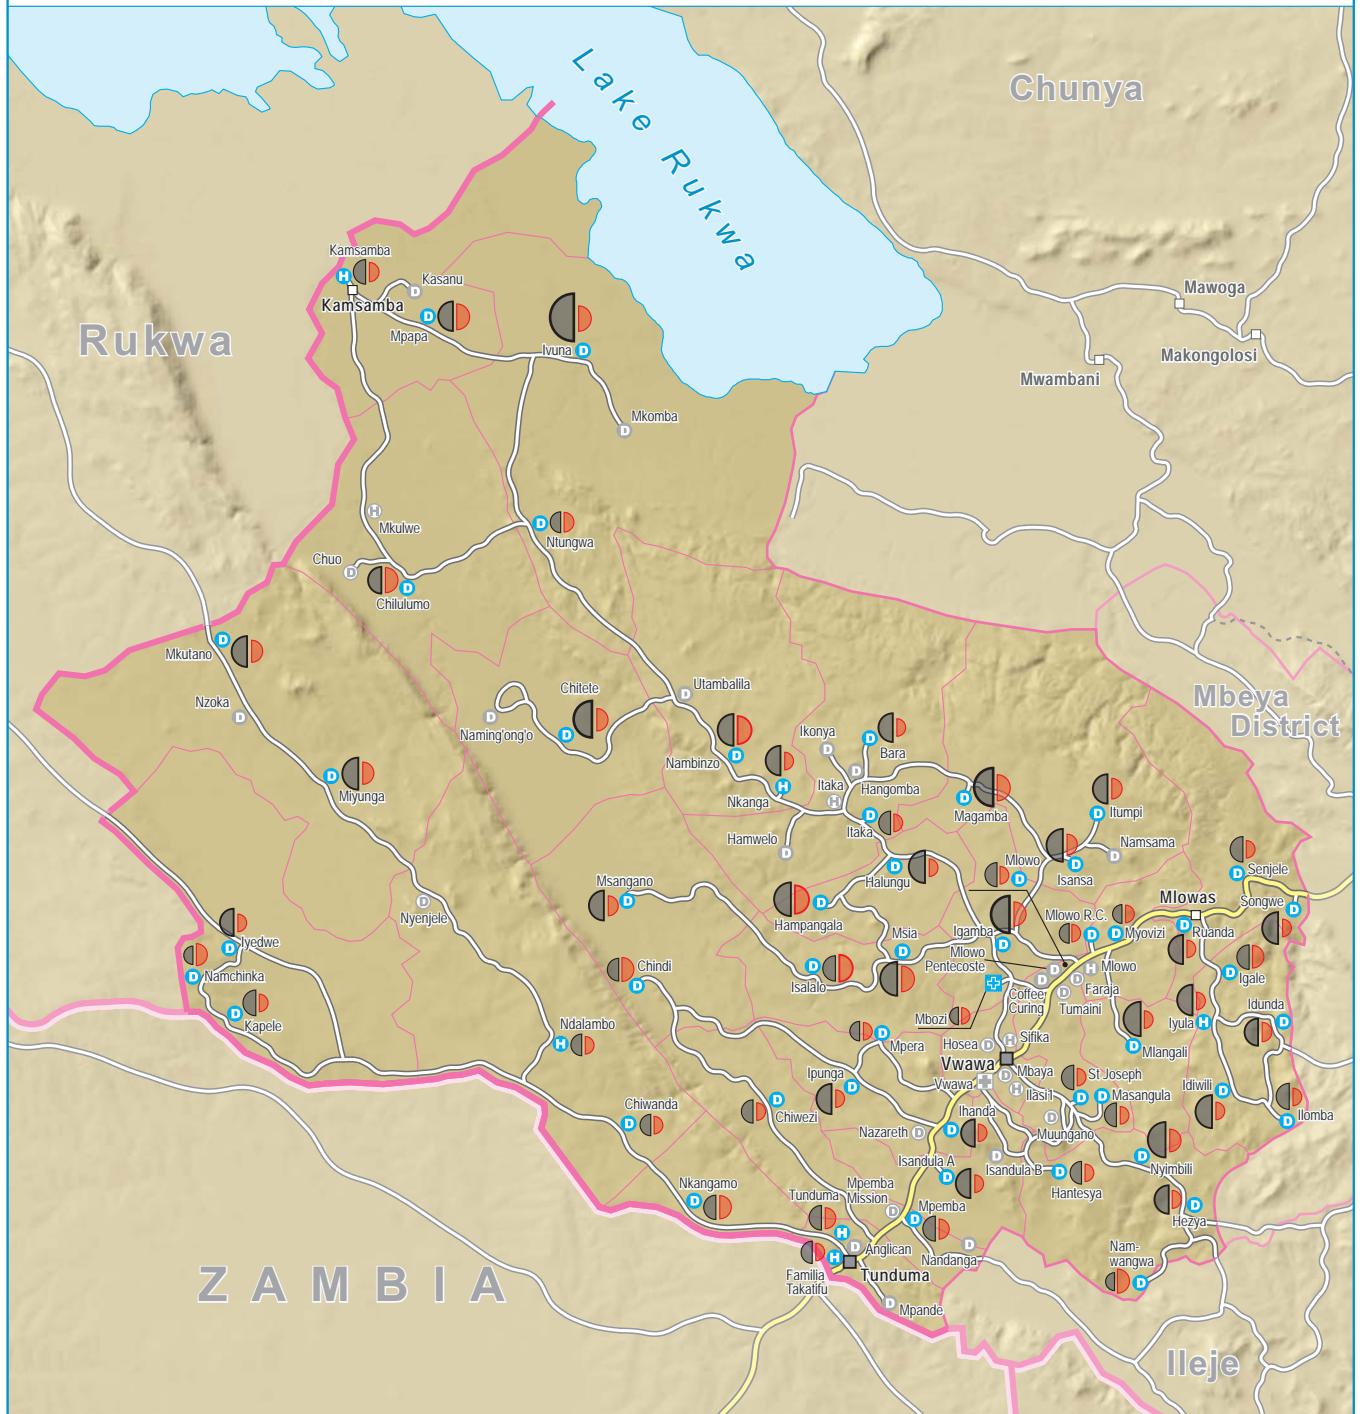 Lake Rukwa
Chunya
Kamsamba
H
Kasanu
D
Kamsamba
D
Mpapa
Ivuna D
Mawoga
Makongolosi
Mwambani
Rukwa
Mkomba
D
H
Mkulwe
D
Ntungwa
Chuo
D
D
Chilulumo
D
Mkutano
Nzoka
D
Chitete
D
Naming'ong'o
D
Utambalila
D
Nambinzo
D
Ikonya
D
D
Bara
Mbeya
District
D
Miyunga
Nkanga
H
Itaka
H
D
Hangomba
D
Magamba
D
Itumpi
Hamwelo
D
D
Itaka
Namsama
D
Isansa
D
Mlowo
D
Halungu
D
Senjele
D
Songwe
D
Mlowas
Msangano
D
Nyenjele
D
Hampangala
D
Igamba
D
Mlowo R.C.
D
D
Myovizi
D
Ruanda
Iyedwe
D
Msia
D
Mlowo
Pentecoste
D
H
Mlowo
D
Igale
Namchinka
D
Chindi
D
Isalalo
D
Coffee
Curing
D
D
Faraja
D
Tumaini
Idunda
D
Kapele
D
Mbozi
Iyula
H
Ndalambo
H
Mpera
D
Hosea
D
H
Sifika
D
Mlangali
Vwawa
Vwawa
Mbaya
D
H
Ilasi 1
St Joseph
D
D
Masangula
Idiwili
D
Ipunga
D
Chiwezi
D
Chiwanda
D
Ihanda
D
Muungano
D
Ilomba
D
Nazareth
D
Isandula A
D
Isandula B
D
D
Hantesya
D
Nyimbili
Nkangamo
D
Tunduma
H
Mpemba
Mission
D
Mpemba
D
Hezya
D
D
Anglican
Nandanga
D
Nam-
wangwa
D
Familia
Takatifu
H
Tunduma
Mpande
D
ZAMBIA
Ileje